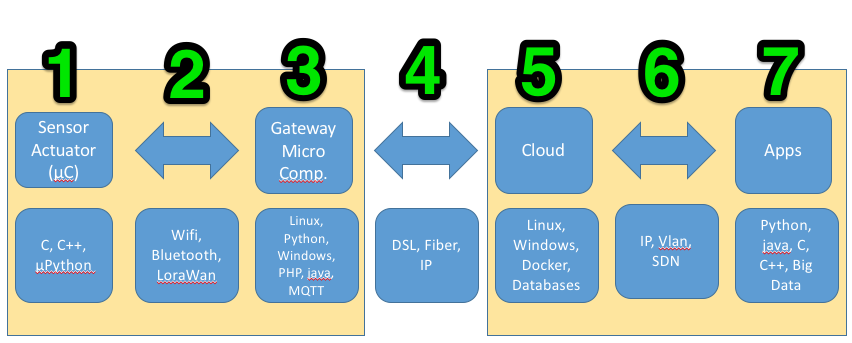 1
2
3
4
5
6
7
Sensor
Actuator
(µC)
Gateway
Micro
Comp.
Cloud
Apps
C, C++,
µPython
Wifi,
Bluetooth,
LoraWan
Linux,
Python,
Windows,
PHP, java,
MQTT
DSL, Fiber,
IP
Linux,
Windows,
Docker,
Databases
IP, Vlan,
SDN
Python,
java, C,
C++, Big
Data